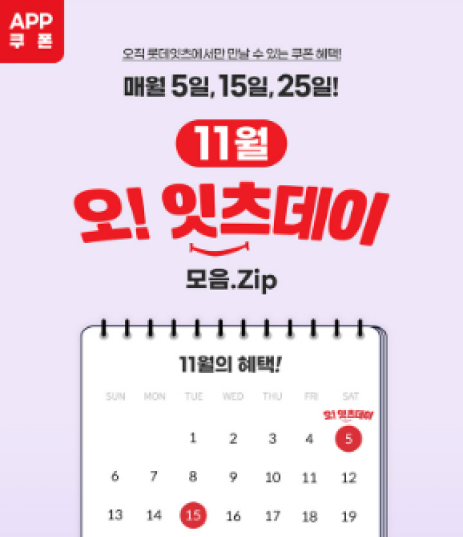 APP
쿠폰
오직 롯데잇츠에서만 만날 수 있는 쿠폰 혜택!
매월 5일, 15일, 25일!
11월
오! 잇츠데이
모음.Zip
11월의 혜택!
SUN MON TUE WED THU FRI SAT
오! 잇츠데이
1 2 3 4 5
6 7 8 9 10 11 12
13 14 15 16 17 18 19